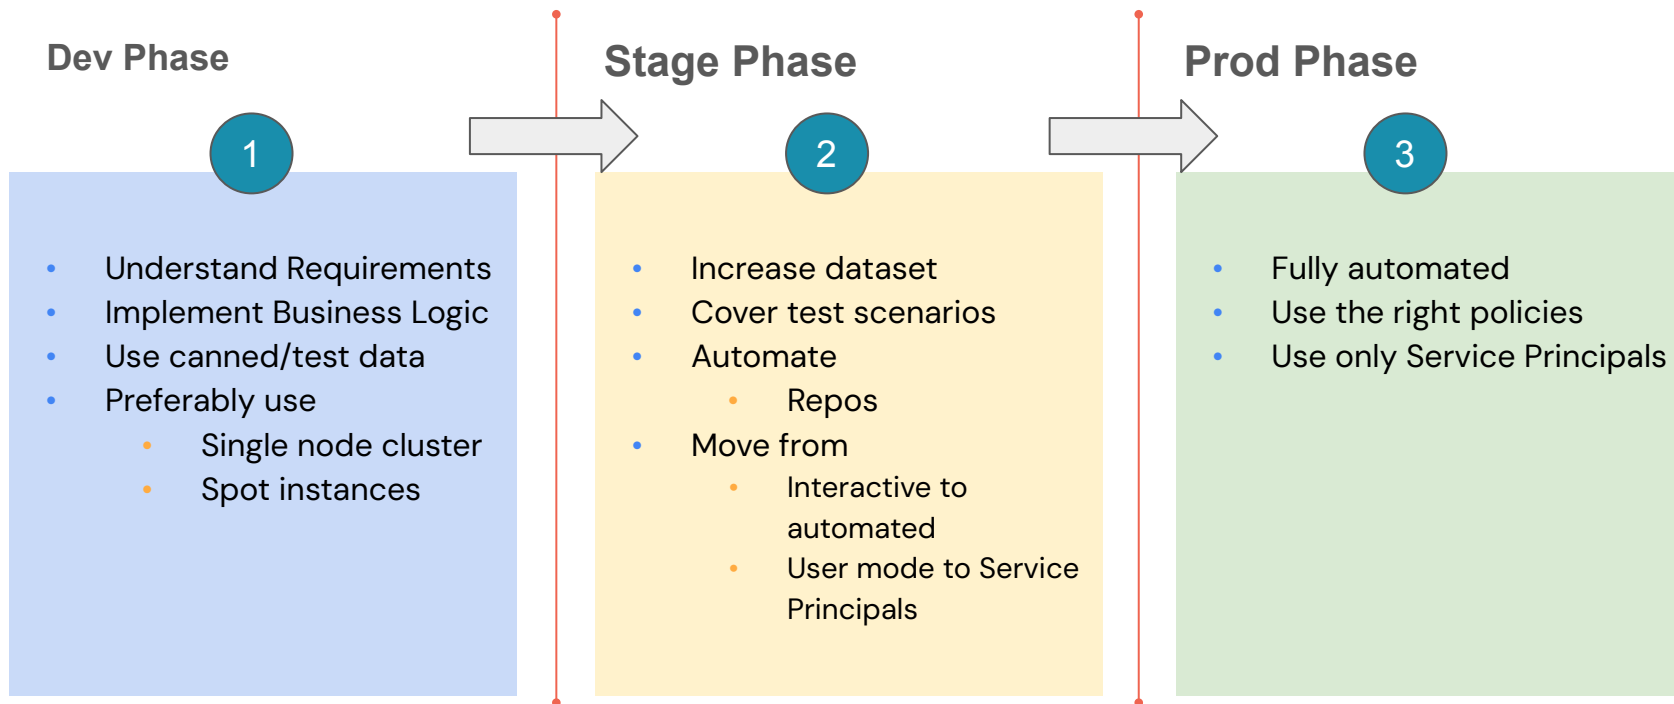 Dev Phase
1
Understand Requirements
Implement Business Logic
Use canned/test data
Preferably use
Single node cluster
Spot instances
Stage Phase
2
Increase dataset
Cover test scenarios
Automate
Repos
Move from
Interactive to
automated
User mode to Service
Principals
Prod Phase
3
Fully automated
Use the right policies
Use only Service Principals